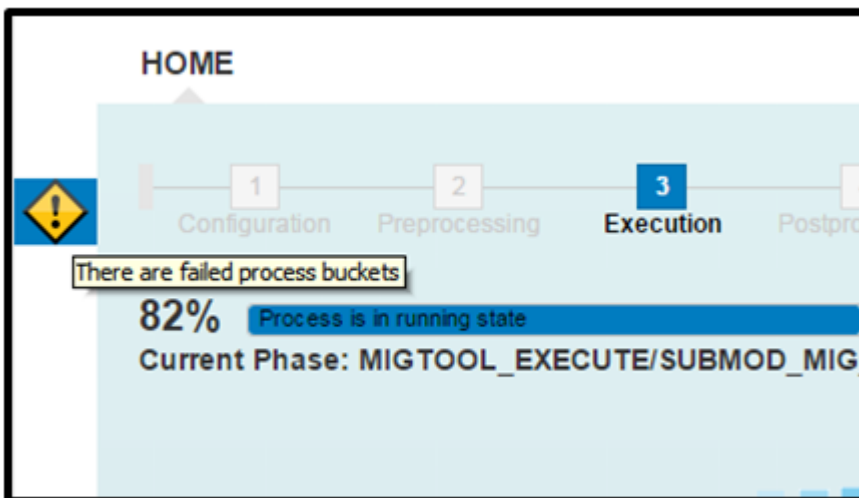 HOME
1
2
3
Configuration
Preprocessing
Execution
Postpro
There are failed process buckets
82%
Process is in running state
Current Phase: MIGTOOL_EXECUTE/SUBMOD_MIG